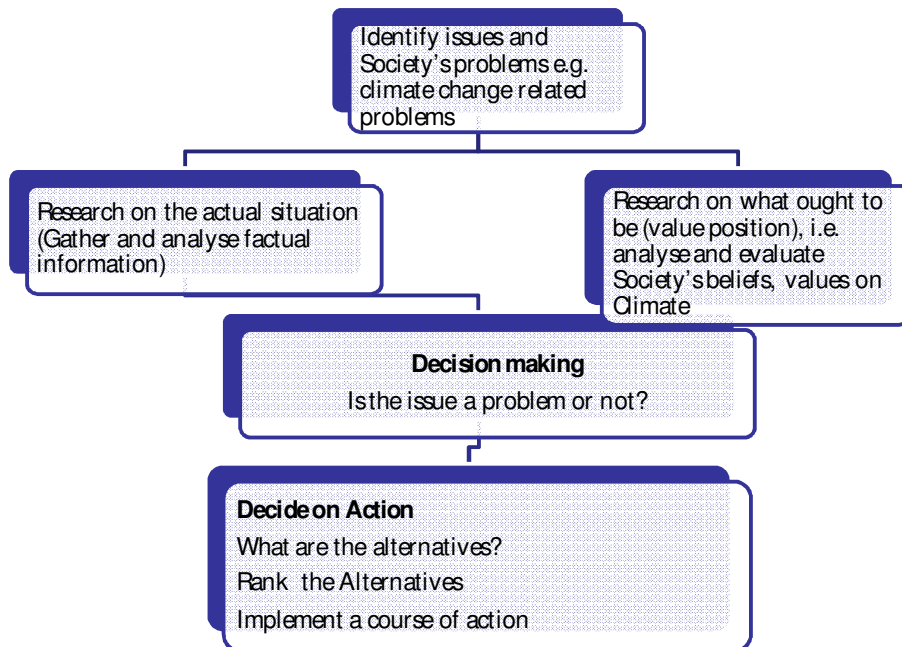 Identify issues and
Society's problems e.g.
climate change related
problems
Research on the actual situation
(Gather and analyse factual
information)
Research on what ought to
be (value position), i.e.
analyse and evaluate
Society's beliefs, values on
Climate
Decision making
Is the issue a problem or not?
Decide on Action
What are the alternatives?
Rank the Alternatives
Implement a course of action